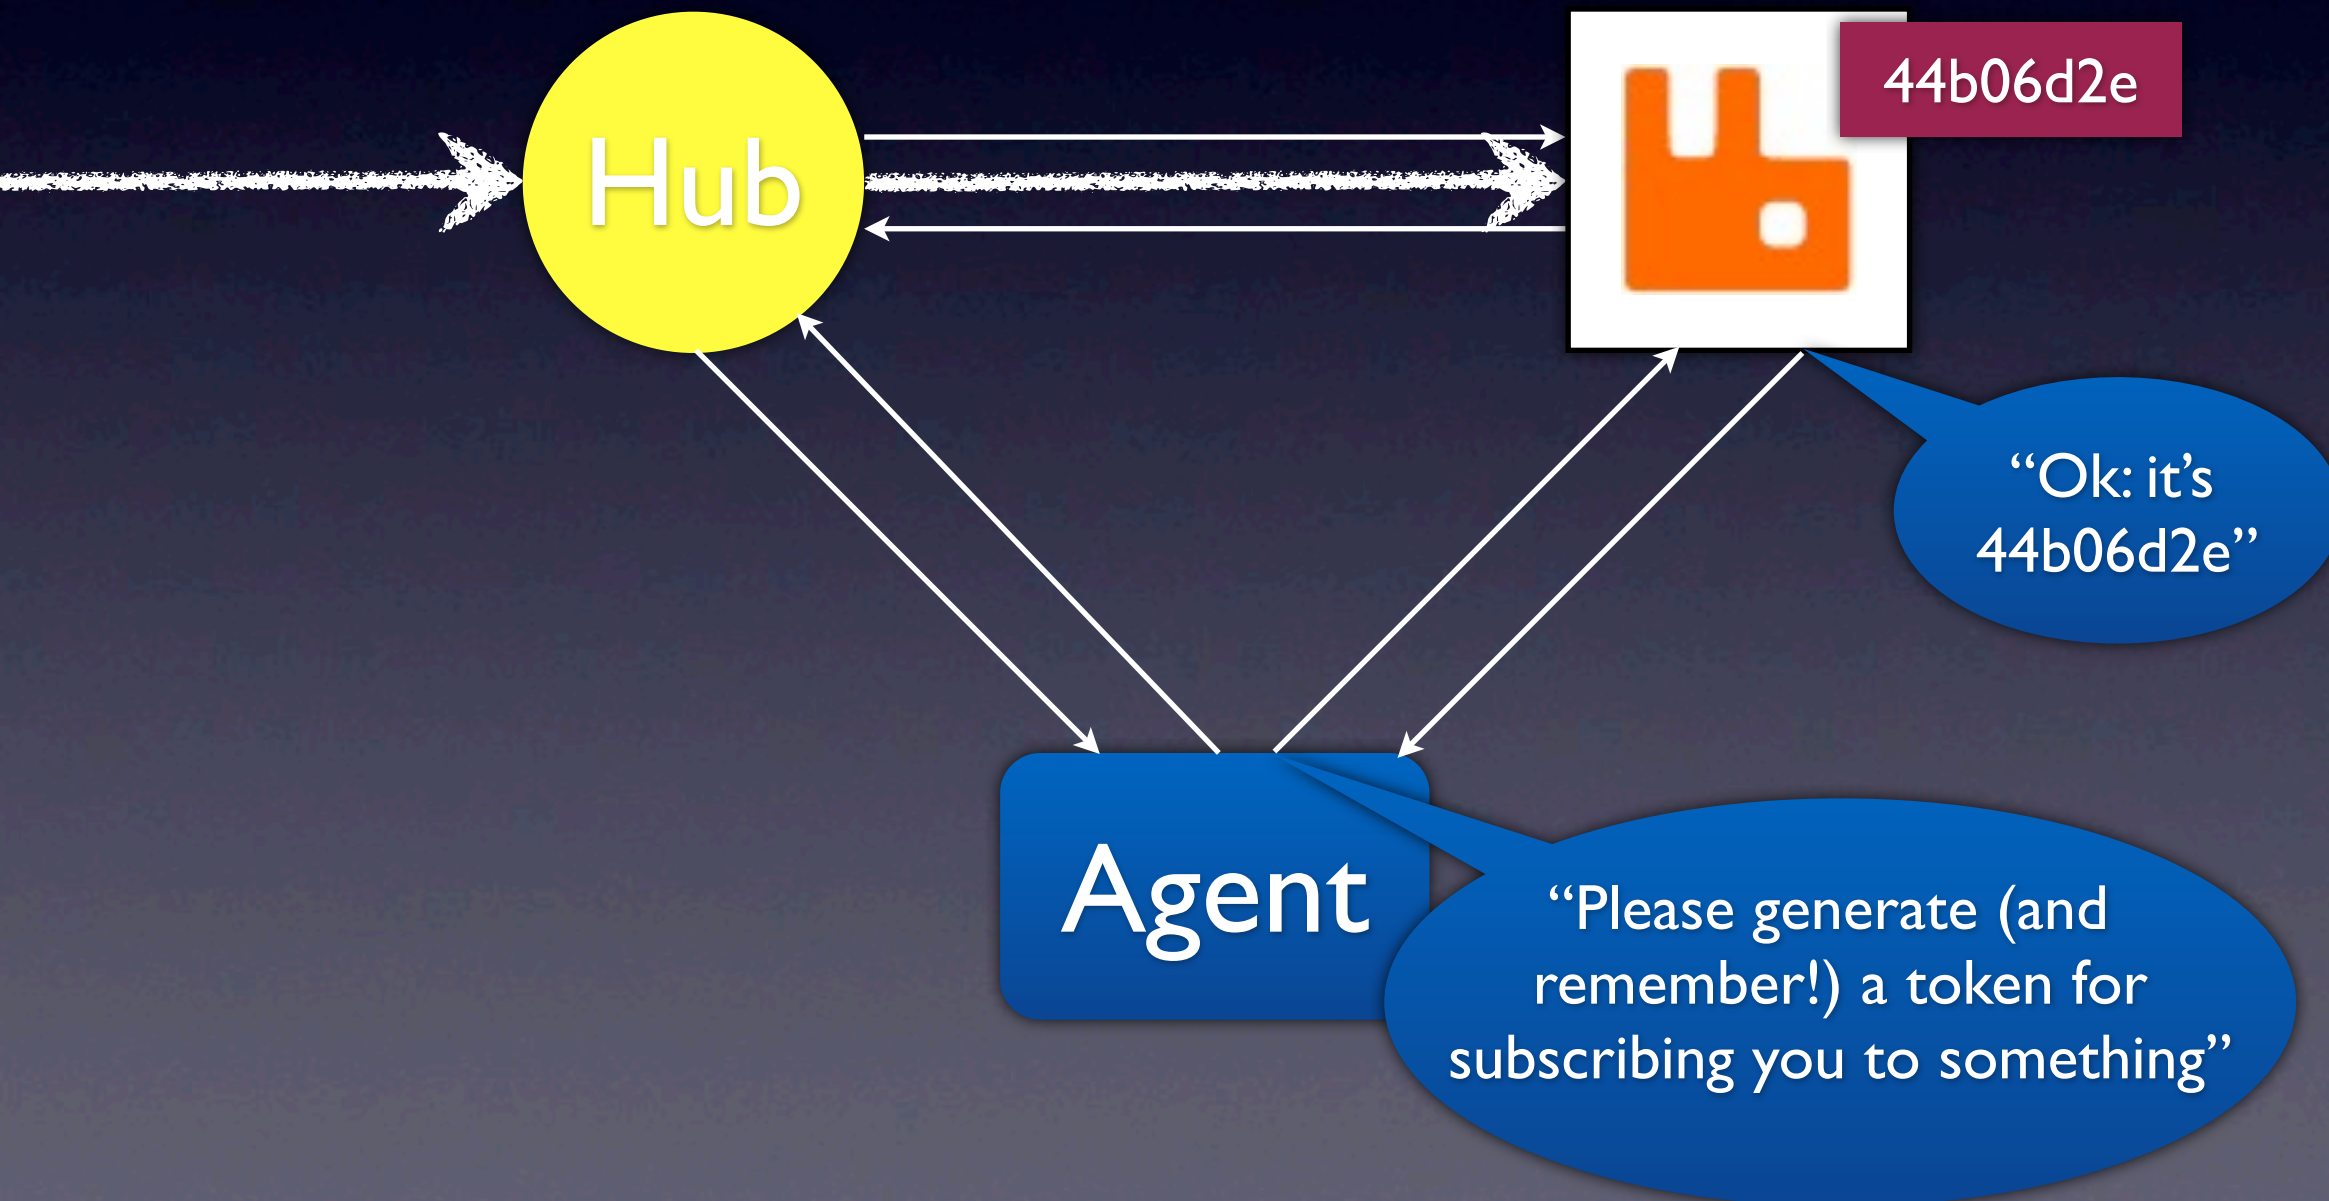 Hub
44b06d2e
“Ok: it’s
44b06d2e”
Agent
“Please generate (and
remember!) a token for
subscribing you to something”